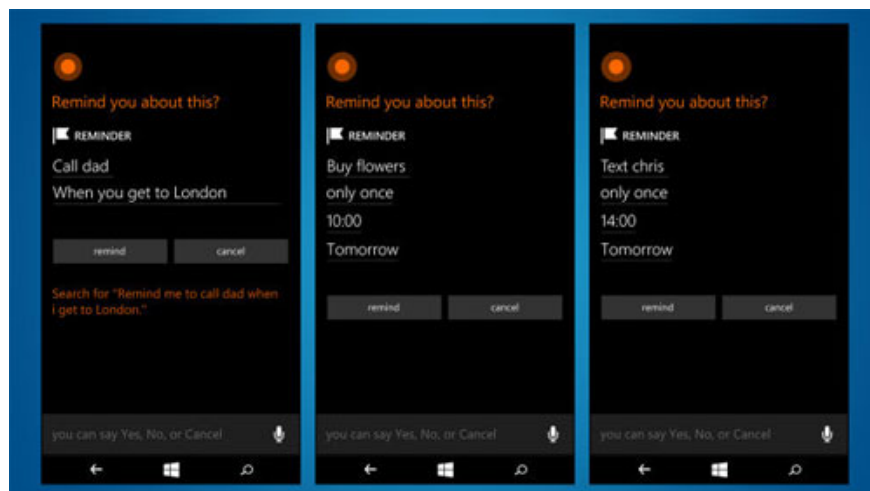 Remind you about this?
REMINDER
Call dad
When you get to London
remind cancel
Search for "Remind me to call dad when
i get to London."
you can say Yes, No, or Cancel
Remind you about this?
REMINDER
Buy flowers
only once
10:00
Tomorrow
remind cancel
you can say Yes, No, or Cancel
Remind you about this?
REMINDER
Text chris
only once
14:00
Tomorrow
remind cancel
you can say Yes, No, or Cancel